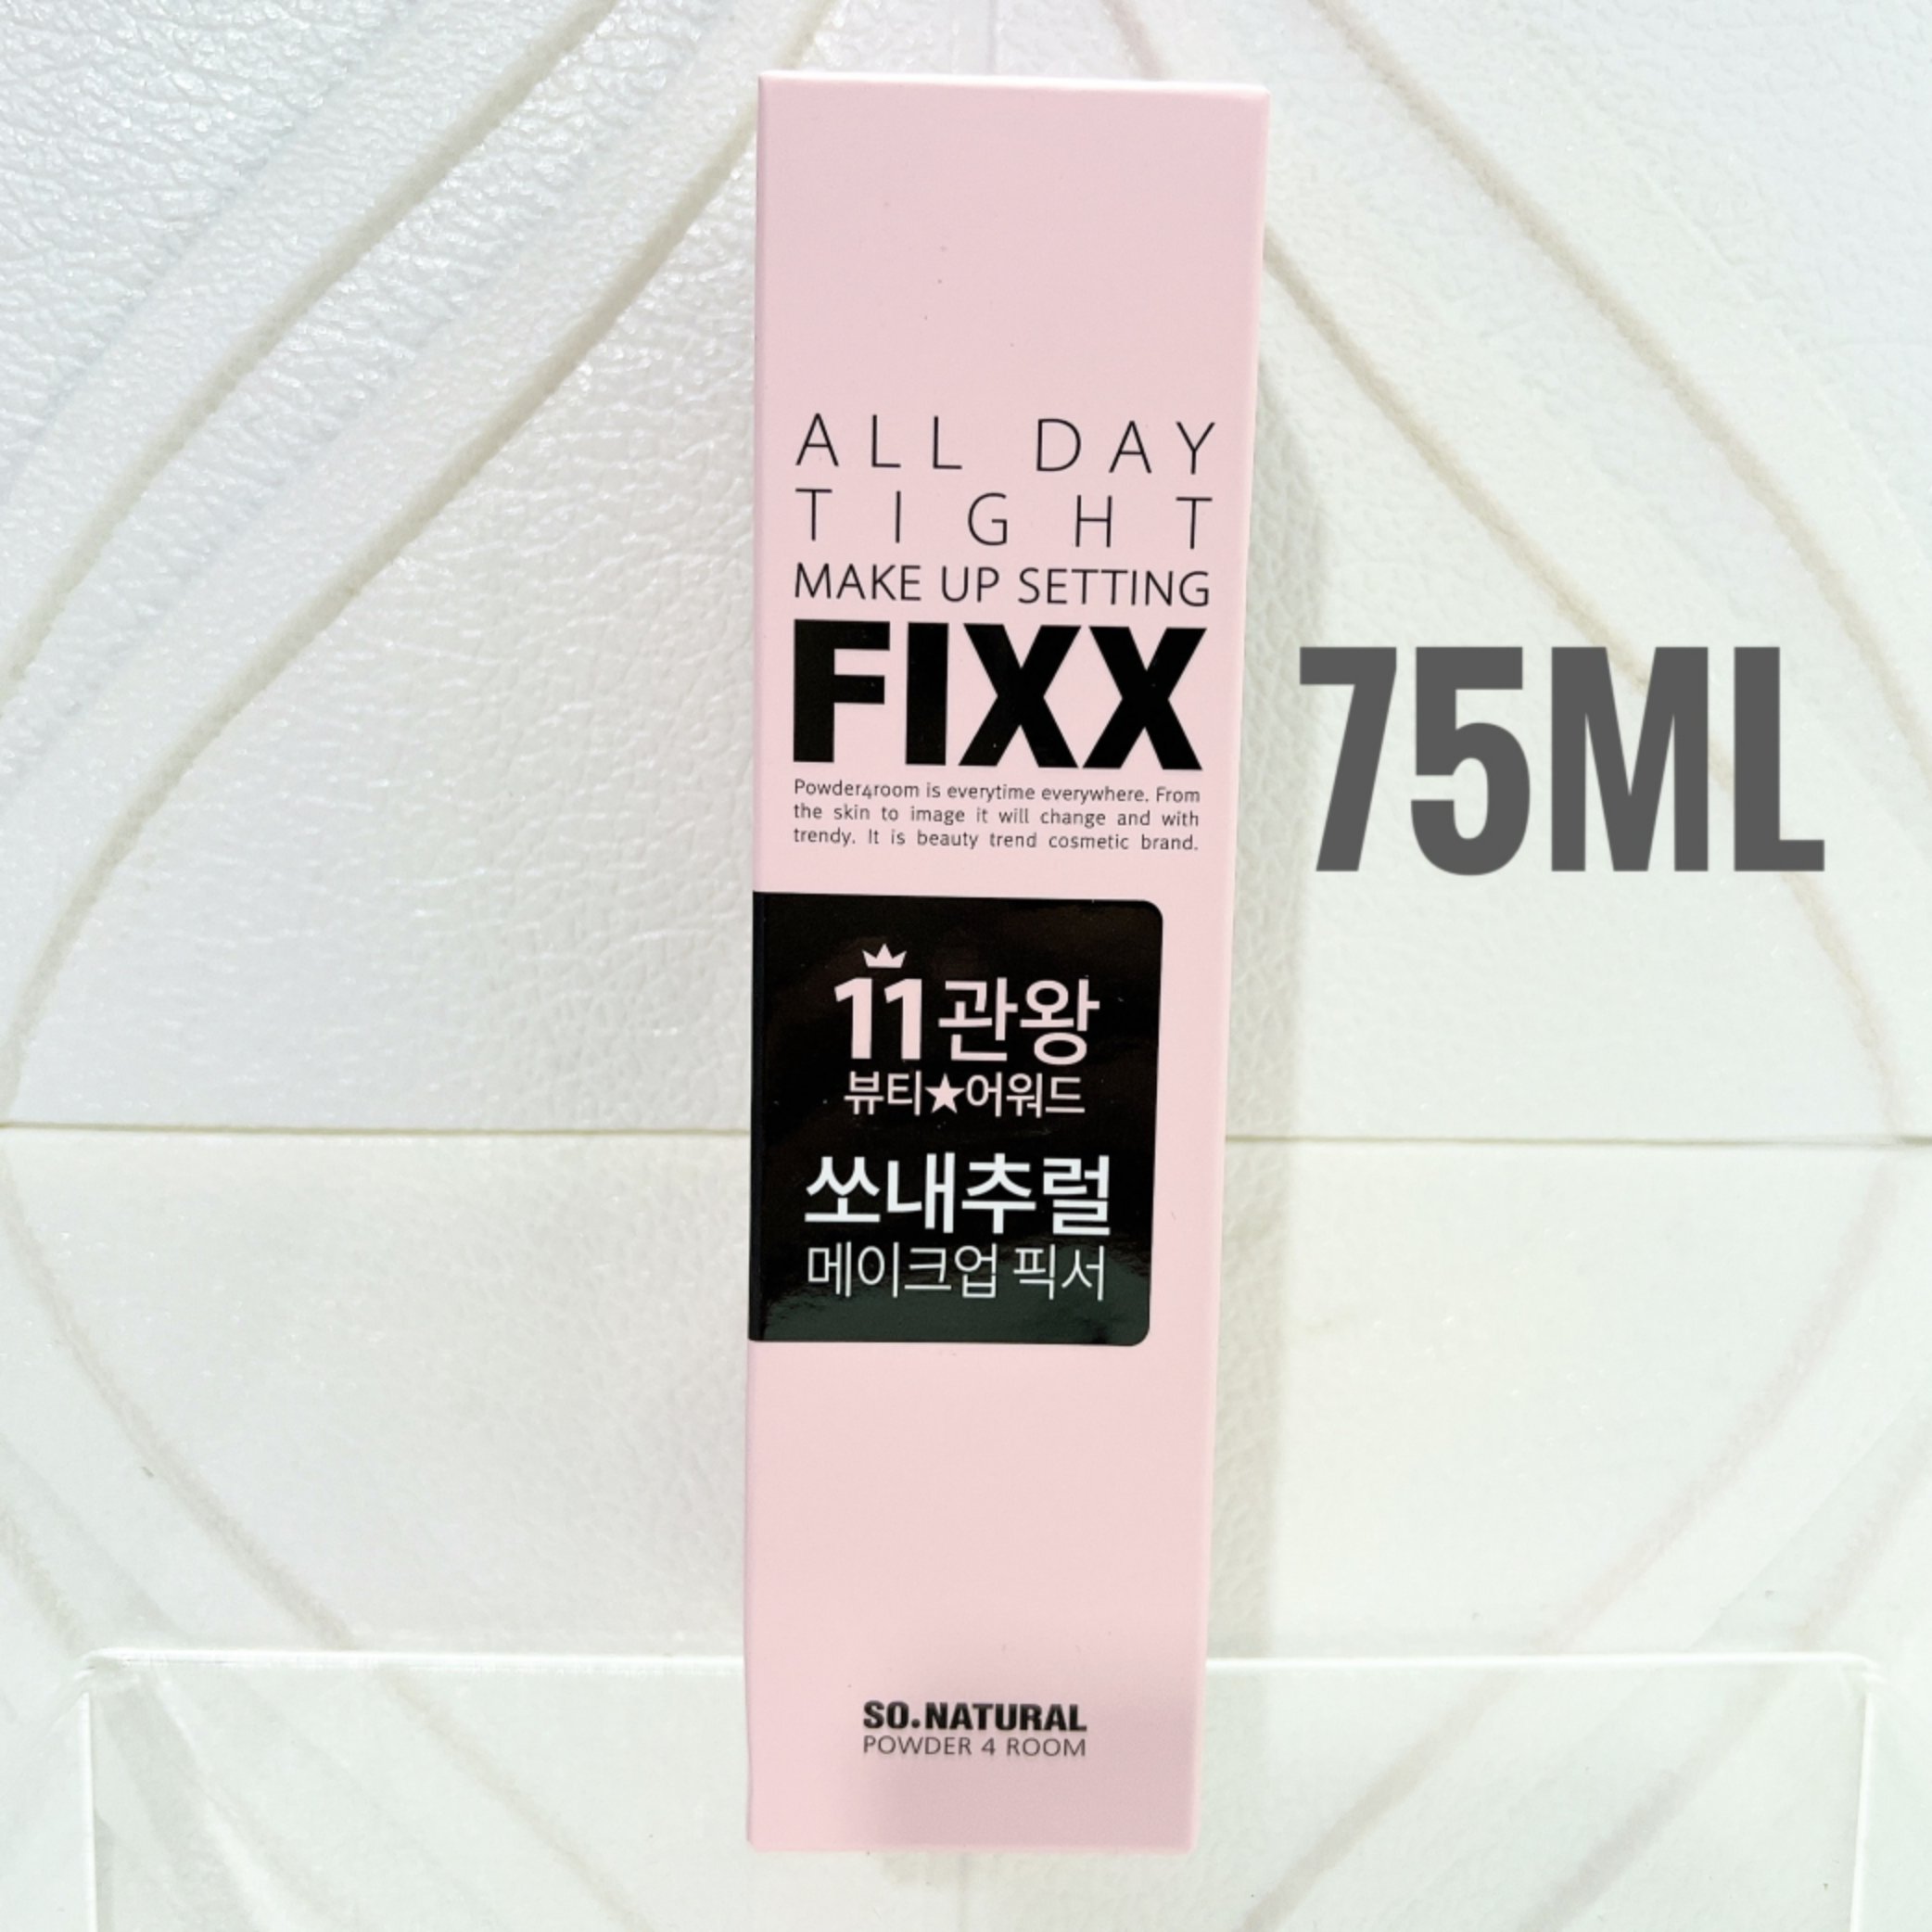 ALL DAY
TIGHT
MAKE UP SETTING
FIXX
Powder4room is everytime everywhere. From
the skin to image it will change and with
trendy. It is beauty trend cosmetic brand.
75ML
11관왕
뷰티★어워드
쏘내추럴
메이크업 픽서
SO.NATURAL
POWDER 4 ROOM